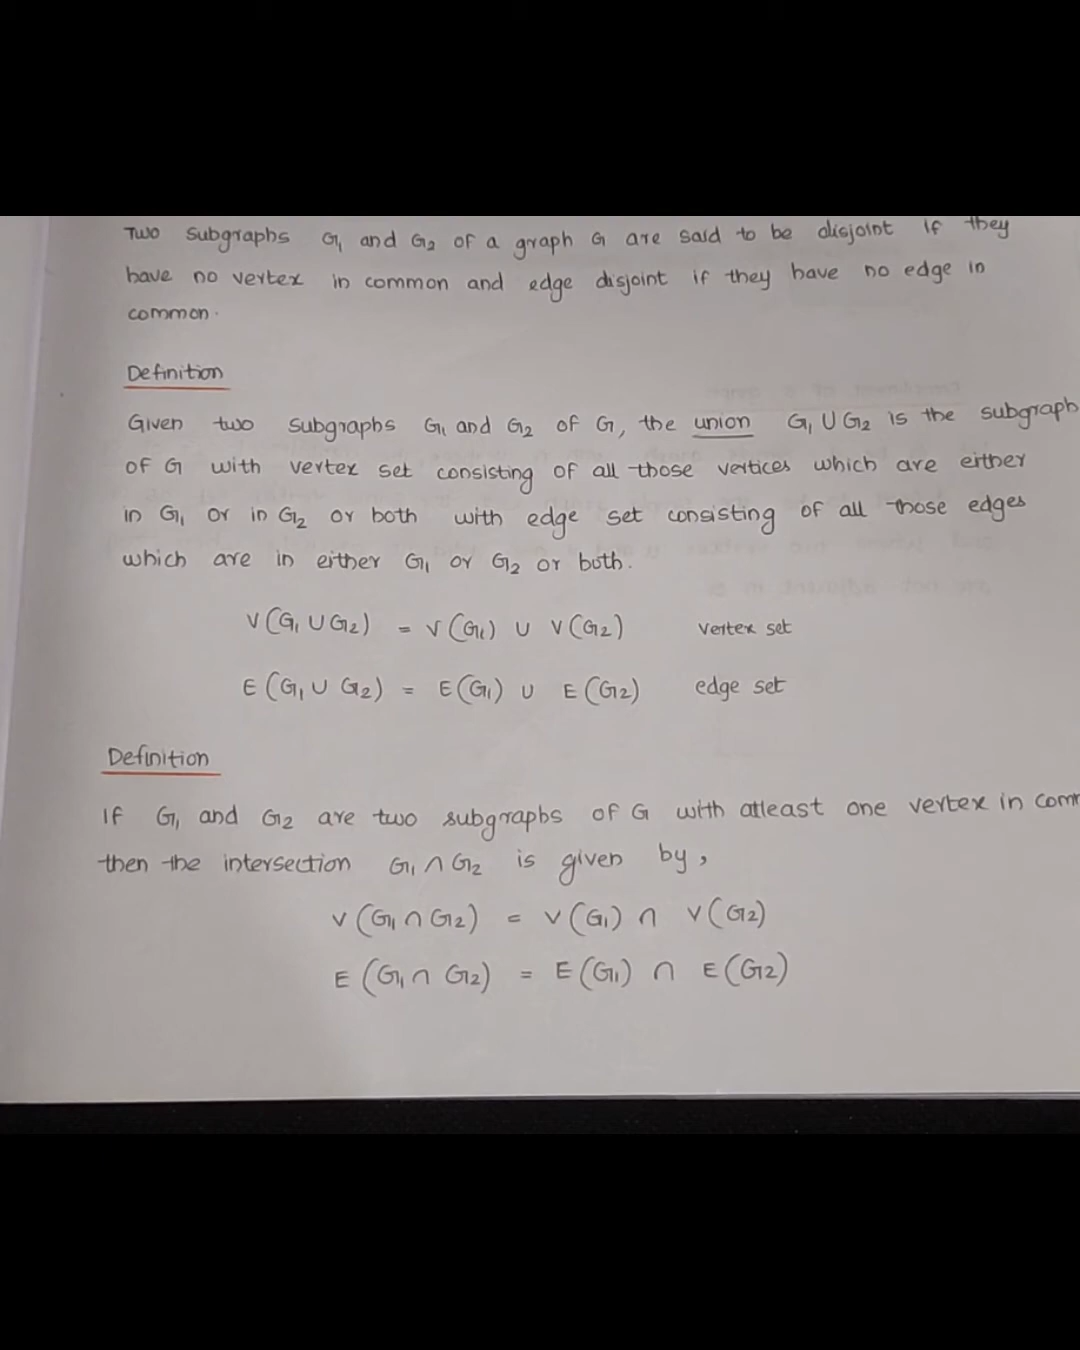 Two subgraphs G₁ and G₂ of a graph G are said to be disjoint if they
have no vertex in common and edge disjoint if they have no edge in
common.
Definition
Given two subgraphs G₁ and G₂ of G, the union G₁ ∪ G₂ is the subgraph
of G with vertex set consisting of all those vertices which are either
in G₁ or in G₂ or both with edge set consisting of all those edges
which are in either G₁ or G₂ or both.
V(G₁ ∪ G₂) = V(G₁) ∪ V(G₂) vertex set
E(G₁ ∪ G₂) = E(G₁) ∪ E(G₂) edge set
Definition
If G₁ and G₂ are two subgraphs of G with atleast one vertex in
then the intersection G₁ ∩ G₂ is given by,
V(G₁ ∩ G₂) = V(G₁) ∩ V(G₂)
E(G₁ ∩ G₂) = E(G₁) ∩ E(G₂)